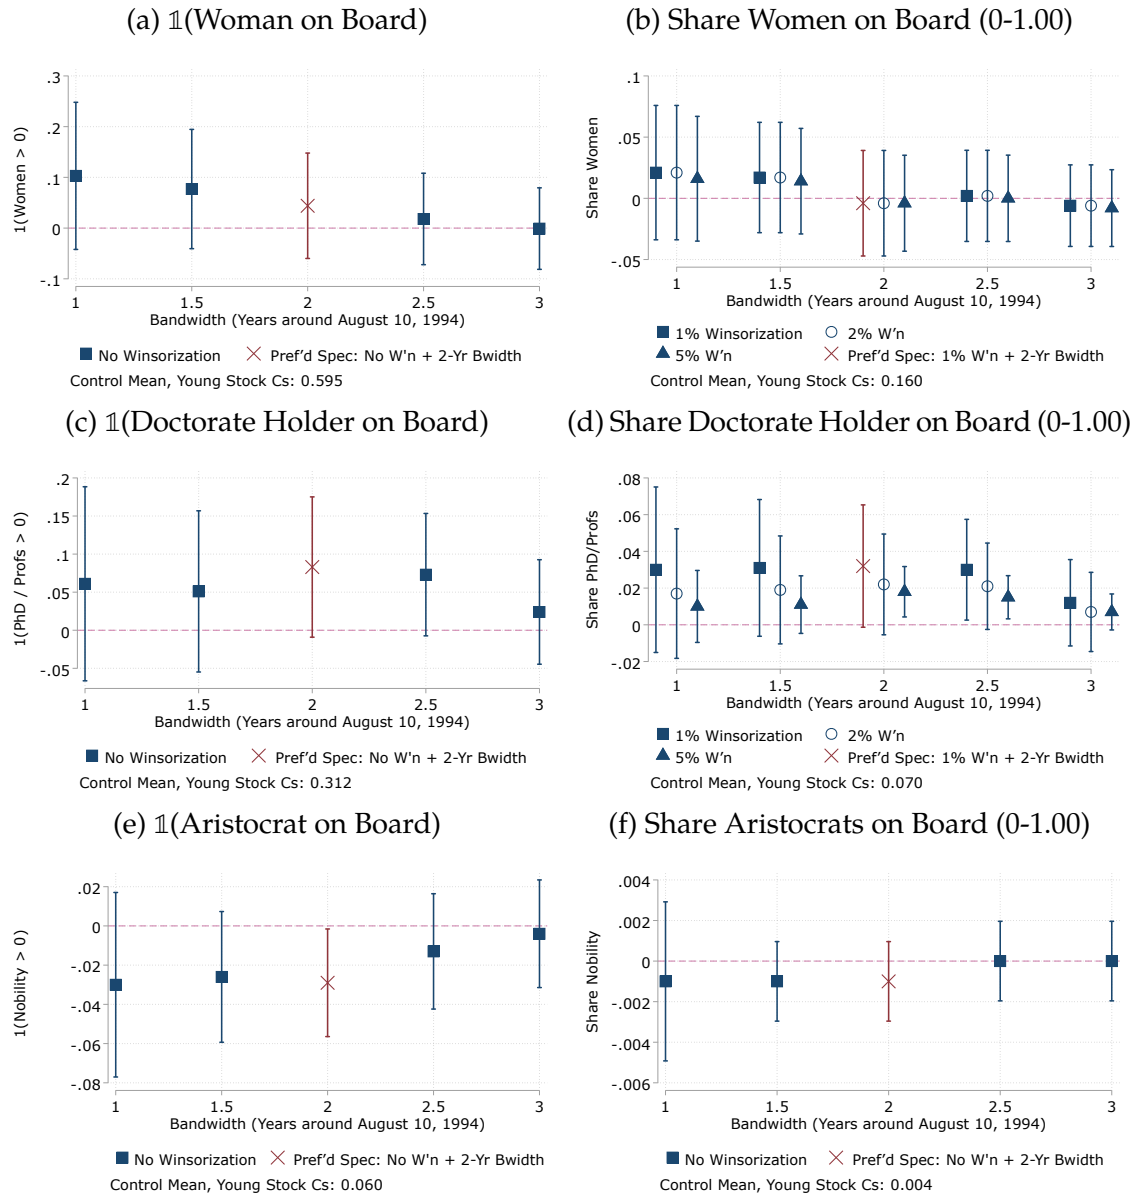 (a) 𝟙(Woman on Board)
.3
.2
.1
0
-.1
1(Women > 0)
1 1.5 2 2.5 3
Bandwidth (Years around August 10, 1994)
No Winsorization Pref'd Spec: No W'n + 2-Yr Bwidth
Control Mean, Young Stock Cs: 0.595
(b) Share Women on Board (0-1.00)
.1
.05
0
-.05
Share Women
1 1.5 2 2.5 3
Bandwidth (Years around August 10, 1994)
1% Winsorization 2% W'n
5% W'n Pref'd Spec: 1% W'n + 2-Yr Bwidth
Control Mean, Young Stock Cs: 0.160
(c) 𝟙(Doctorate Holder on Board)
.2
.15
.1
.05
0
-.05
1(PhD / Profs > 0)
1 1.5 2 2.5 3
Bandwidth (Years around August 10, 1994)
No Winsorization Pref'd Spec: No W'n + 2-Yr Bwidth
Control Mean, Young Stock Cs: 0.312
(d) Share Doctorate Holder on Board (0-1.00)
.08
.06
.04
.02
0
-.02
Share PhD/Profs
1 1.5 2 2.5 3
Bandwidth (Years around August 10, 1994)
1% Winsorization 2% W'n
5% W'n Pref'd Spec: 1% W'n + 2-Yr Bwidth
Control Mean, Young Stock Cs: 0.070
(e) 𝟙(Aristocrat on Board)
.02
0
-.02
-.04
-.06
-.08
1(Nobility > 0)
1 1.5 2 2.5 3
Bandwidth (Years around August 10, 1994)
No Winsorization Pref'd Spec: No W'n + 2-Yr Bwidth
Control Mean, Young Stock Cs: 0.060
(f) Share Aristocrats on Board (0-1.00)
.004
.002
0
-.002
-.004
-.006
Share Nobility
1 1.5 2 2.5 3
Bandwidth (Years around August 10, 1994)
No Winsorization Pref'd Spec: No W'n + 2-Yr Bwidth
Control Mean, Young Stock Cs: 0.004